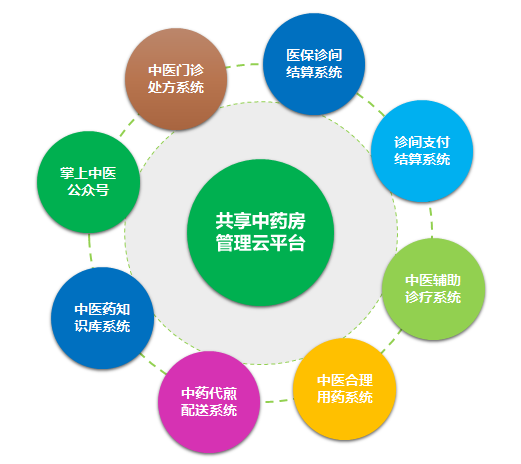 医保诊间
结算系统
中医门诊
处方系统
诊间支付
结算系统
掌上中医
公众号
共享中药房
管理云平台
中医辅助
诊疗系统
中医药知
识库系统
中医合理
用药系统
中药代煎
配送系统